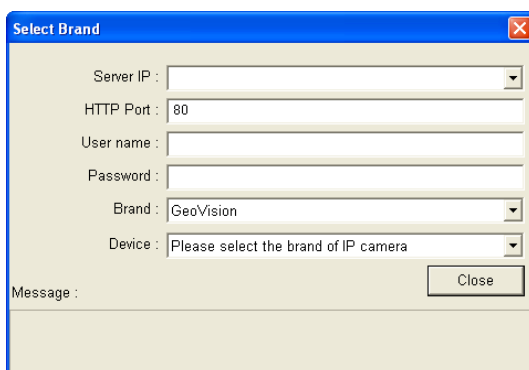 Select Brand
Server IP :
HTTP Port : 80
User name :
Password :
Brand : GeoVision
Device : Please select the brand of IP camera
Close
Message :